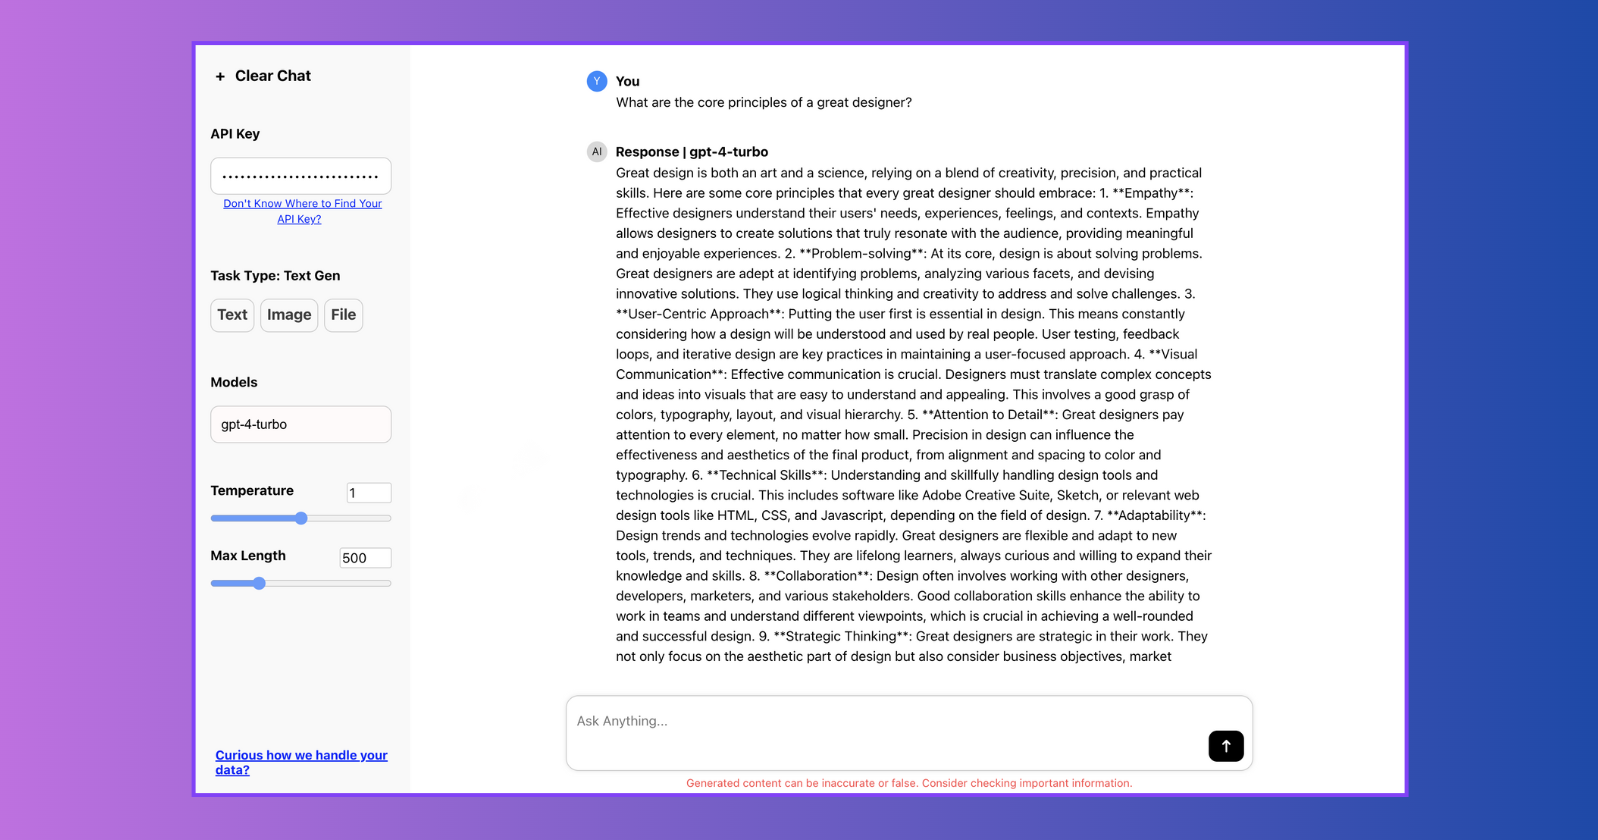 + Clear Chat
API Key
••••••••••••••••••••••••••
Don't Know Where to Find Your
API Key?
Task Type: Text Gen
Text Image File
Models
gpt-4-turbo
Temperature 1
Max Length 500
Curious how we handle your
data?
Y You
What are the core principles of a great designer?
AI Response | gpt-4-turbo
Great design is both an art and a science, relying on a blend of creativity, precision, and practical
skills. Here are some core principles that every great designer should embrace: 1. **Empathy**:
Effective designers understand their users' needs, experiences, feelings, and contexts. Empathy
allows designers to create solutions that truly resonate with the audience, providing meaningful
and enjoyable experiences. 2. **Problem-solving**: At its core, design is about solving problems.
Great designers are adept at identifying problems, analyzing various facets, and devising
innovative solutions. They use logical thinking and creativity to address and solve challenges. 3.
**User-Centric Approach**: Putting the user first is essential in design. This means constantly
considering how a design will be understood and used by real people. User testing, feedback
loops, and iterative design are key practices in maintaining a user-focused approach. 4. **Visual
Communication**: Effective communication is crucial. Designers must translate complex concepts
and ideas into visuals that are easy to understand and appealing. This involves a good grasp of
colors, typography, layout, and visual hierarchy. 5. **Attention to Detail**: Great designers pay
attention to every element, no matter how small. Precision in design can influence the
effectiveness and aesthetics of the final product, from alignment and spacing to color and
typography. 6. **Technical Skills**: Understanding and skillfully handling design tools and
technologies is crucial. This includes software like Adobe Creative Suite, Sketch, or relevant web
design tools like HTML, CSS, and Javascript, depending on the field of design. 7. **Adaptability**:
Design trends and technologies evolve rapidly. Great designers are flexible and adapt to new
tools, trends, and techniques. They are lifelong learners, always curious and willing to expand their
knowledge and skills. 8. **Collaboration**: Design often involves working with other designers,
developers, marketers, and various stakeholders. Good collaboration skills enhance the ability to
work in teams and understand different viewpoints, which is crucial in achieving a well-rounded
and successful design. 9. **Strategic Thinking**: Great designers are strategic in their work. They
not only focus on the aesthetic part of design but also consider business objectives, market
Ask Anything...
Generated content can be inaccurate or false. Consider checking important information.